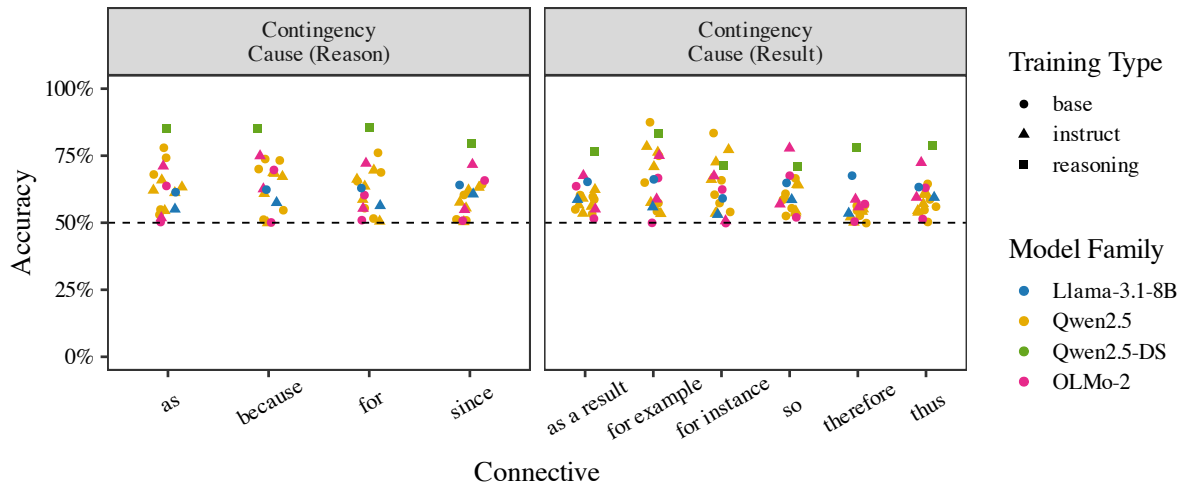 Contingency
Cause (Reason)
Contingency
Cause (Result)
Accuracy
100%
75%
50%
25%
0%
as
because
for
since
as a result
for example
for instance
so
therefore
thus
Connective
Training Type
base
instruct
reasoning
Model Family
Llama-3.1-8B
Qwen2.5
Qwen2.5-DS
OLMo-2